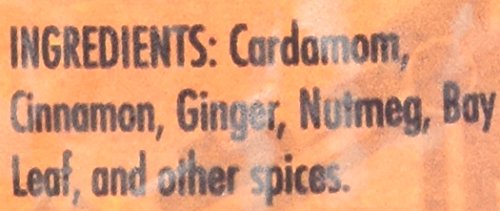 INGREDIENTS: Cardamom,
Cinnamon, Ginger, Nutmeg, Bay
Leaf, and other spices.